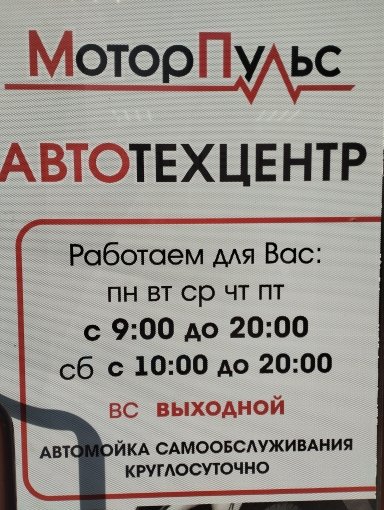 МоторПульс
АВТОТЕХЦЕНТР
Работаем для Вас:
пн вт ср чт пт
с 9:00 до 20:00
сб с 10:00 до 20:00
ВС ВЫХОДНОЙ
АВТОМОЙКА САМООБСЛУЖИВАНИЯ
КРУГЛОСУТОЧНО